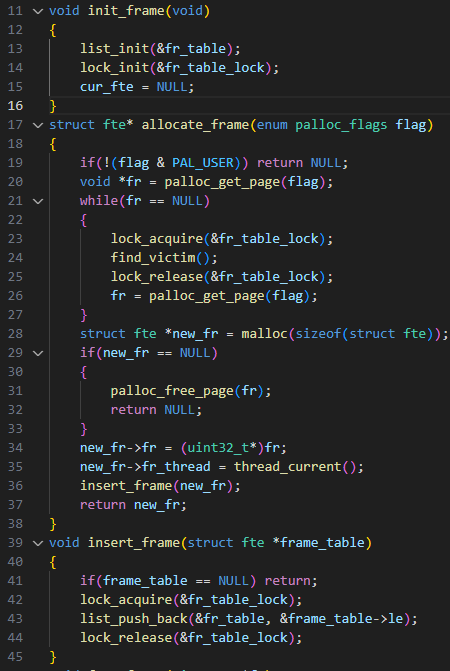 11 void init_frame(void)
12 {
13     list_init(&fr_table);
14     lock_init(&fr_table_lock);
15     cur_fte = NULL;
16 }
17 struct fte* allocate_frame(enum palloc_flags flag)
18 {
19     if(!(flag & PAL_USER)) return NULL;
20     void *fr = palloc_get_page(flag);
21     while(fr == NULL)
22     {
23         lock_acquire(&fr_table_lock);
24         find_victim();
25         lock_release(&fr_table_lock);
26         fr = palloc_get_page(flag);
27     }
28     struct fte *new_fr = malloc(sizeof(struct fte));
29     if(new_fr == NULL)
30     {
31         palloc_free_page(fr);
32         return NULL;
33     }
34     new_fr->fr = (uint32_t*)fr;
35     new_fr->fr_thread = thread_current();
36     insert_frame(new_fr);
37     return new_fr;
38 }
39 void insert_frame(struct fte *frame_table)
40 {
41     if(frame_table == NULL) return;
42     lock_acquire(&fr_table_lock);
43     list_push_back(&fr_table, &frame_table->le);
44     lock_release(&fr_table_lock);
45 }